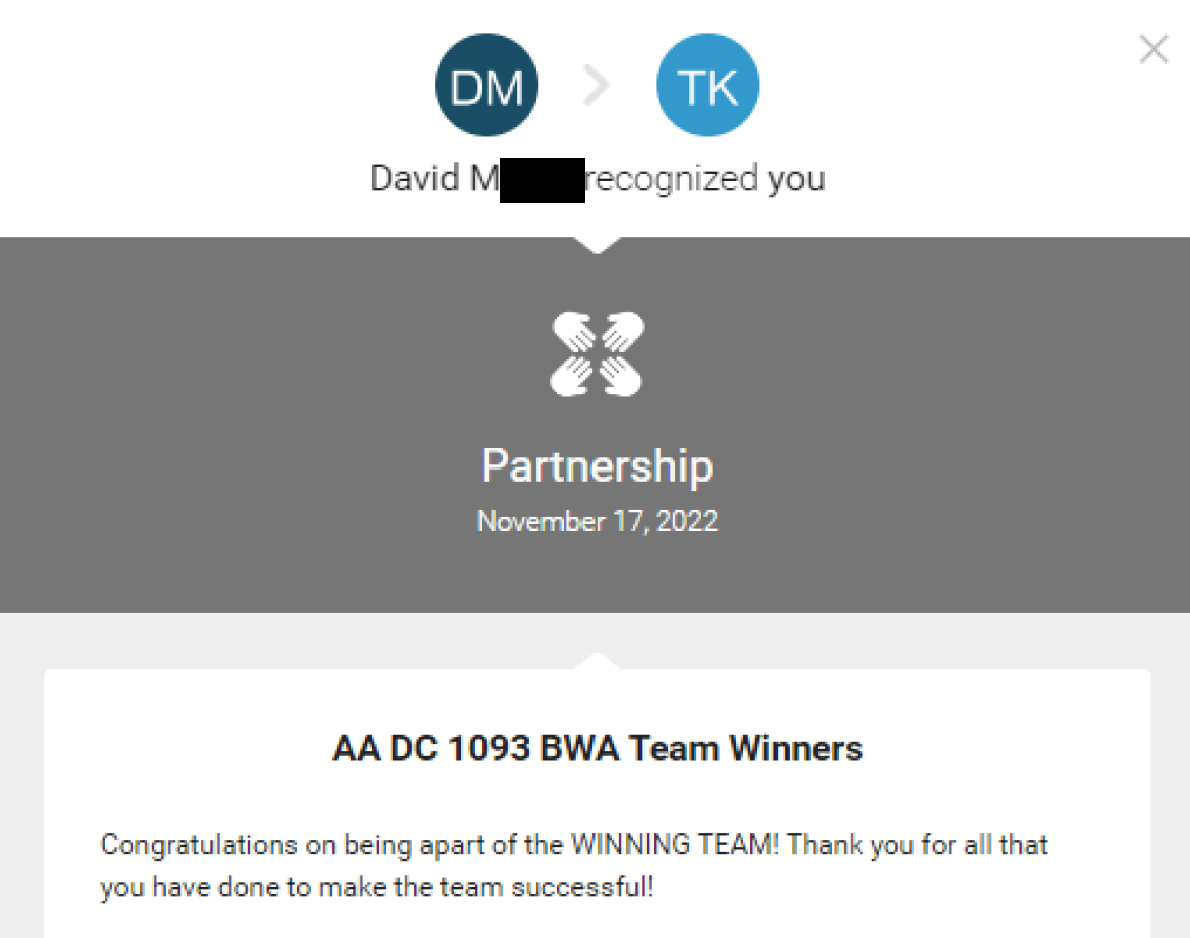 DM TK
David M recognized you
Partnership
November 17, 2022
AA DC 1093 BWA Team Winners
Congratulations on being apart of the WINNING TEAM! Thank you for all that
you have done to make the team successful!